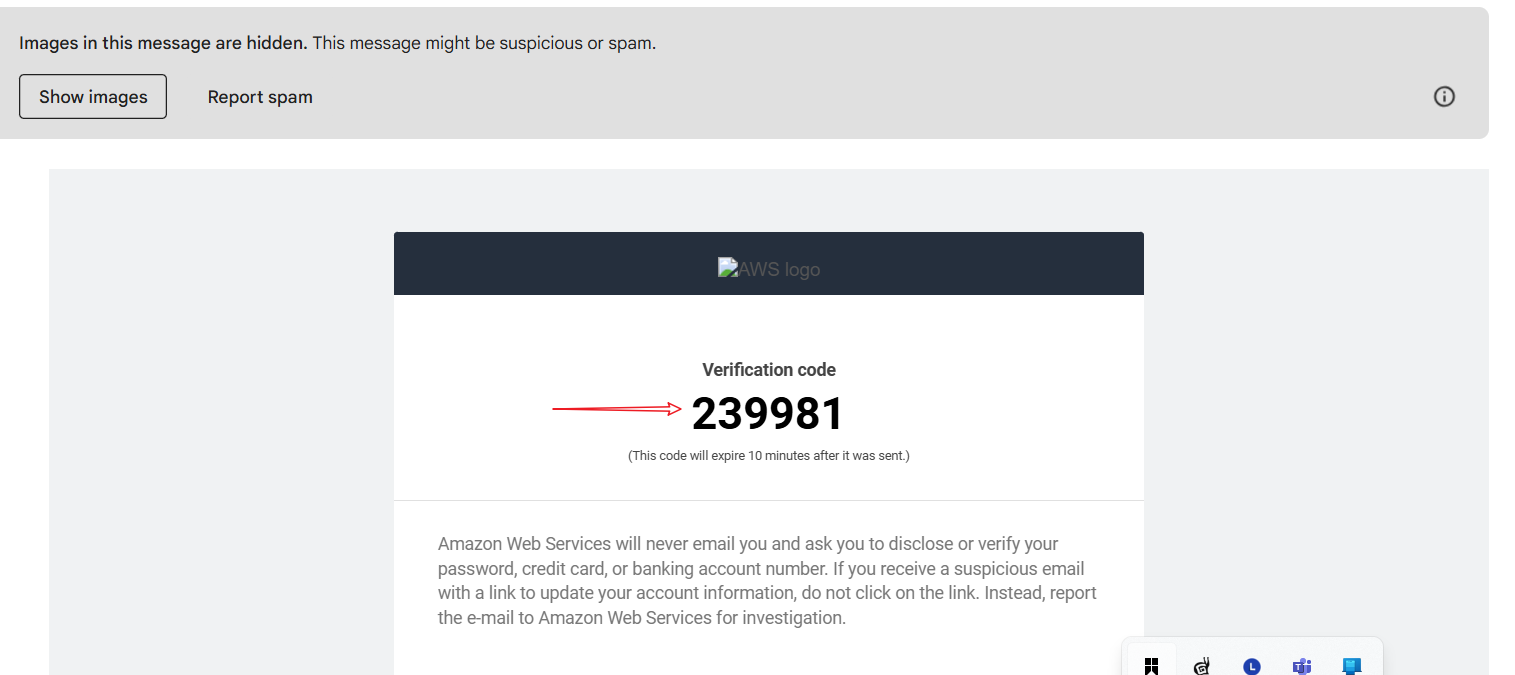 Images in this message are hidden. This message might be suspicious or spam.
Show images Report spam
AWS logo
Verification code
239981
(This code will expire 10 minutes after it was sent.)
Amazon Web Services will never email you and ask you to disclose or verify your
password, credit card, or banking account number. If you receive a suspicious email
with a link to update your account information, do not click on the link. Instead, report
the e-mail to Amazon Web Services for investigation.
L
T